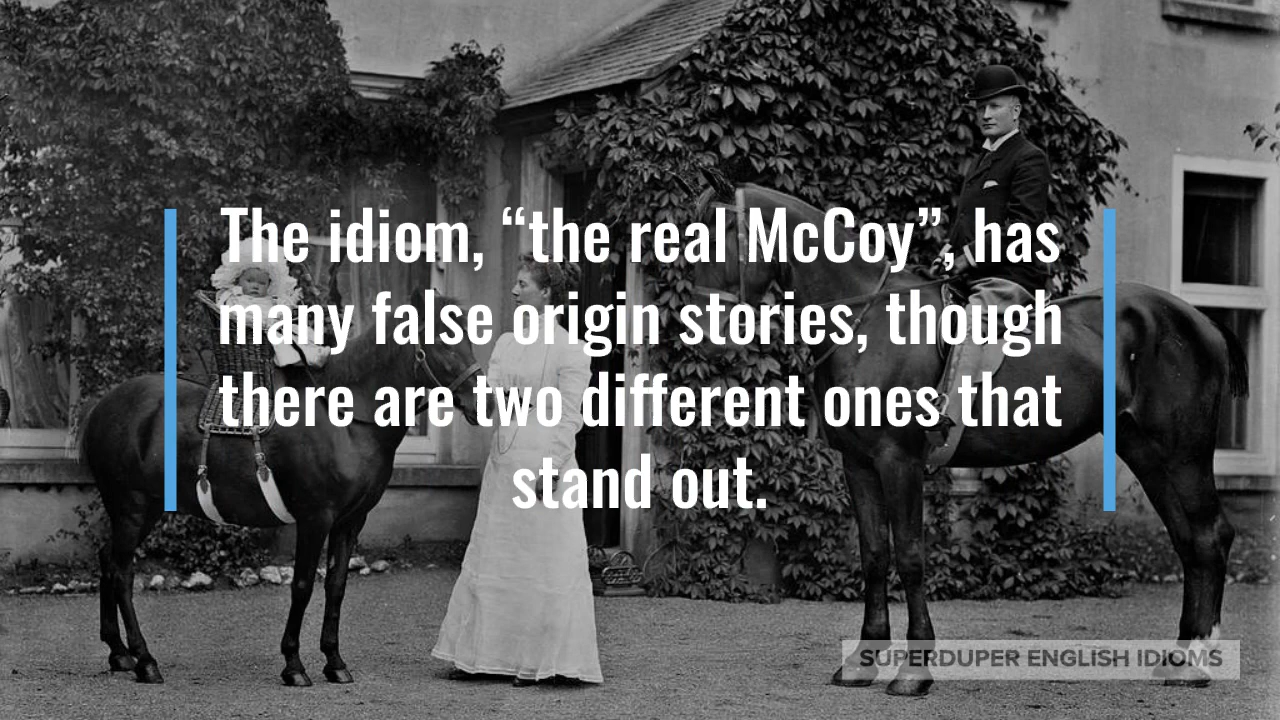 The idiom, “the real McCoy”, has
many false origin stories, though
there are two different ones that
stand out.
SUPERDUPER ENGLISH IDIOMS